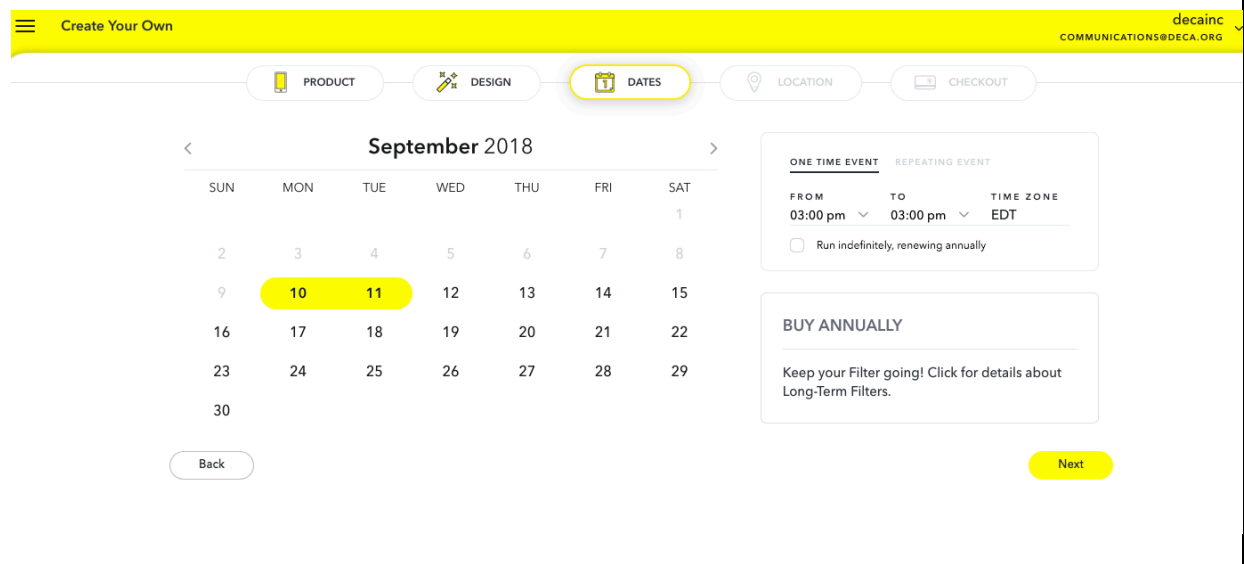 Create Your Own
decainc
COMMUNICATIONS@DECA.ORG
PRODUCT
DESIGN
1 DATES
LOCATION
CHECKOUT
September 2018
SUN MON TUE WED THU FRI SAT
1
2 3 4 5 6 7 8
9 10 11 12 13 14 15
16 17 18 19 20 21 22
23 24 25 26 27 28 29
30
ONE TIME EVENT REPEATING EVENT
FROM TO TIME ZONE
03:00 pm 03:00 pm EDT
Run indefinitely, renewing annually
BUY ANNUALLY
Keep your Filter going! Click for details about
Long-Term Filters.
Back
Next